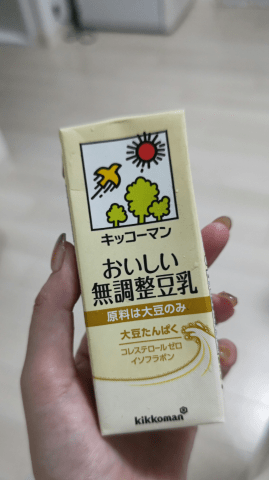 キッコーマン
おいしい
無調整豆乳
原料は大豆のみ
大豆たんぱく
コレステロールゼロ
イソフラボン
kikkoman®